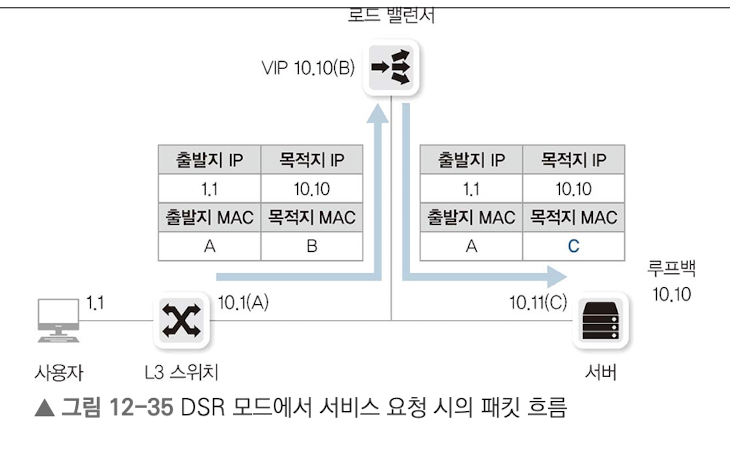 로드 밸런서
VIP 10.10(B)
출발지 IP 목적지 IP
1.1 10.10
출발지 MAC 목적지 MAC
A B
출발지 IP 목적지 IP
1.1 10.10
출발지 MAC 목적지 MAC
A C
루프백
10.10
1.1
10.1(A)
10.11(C)
사용자
L3 스위치
서버
▲ 그림 12-35 DSR 모드에서 서비스 요청 시의 패킷 흐름